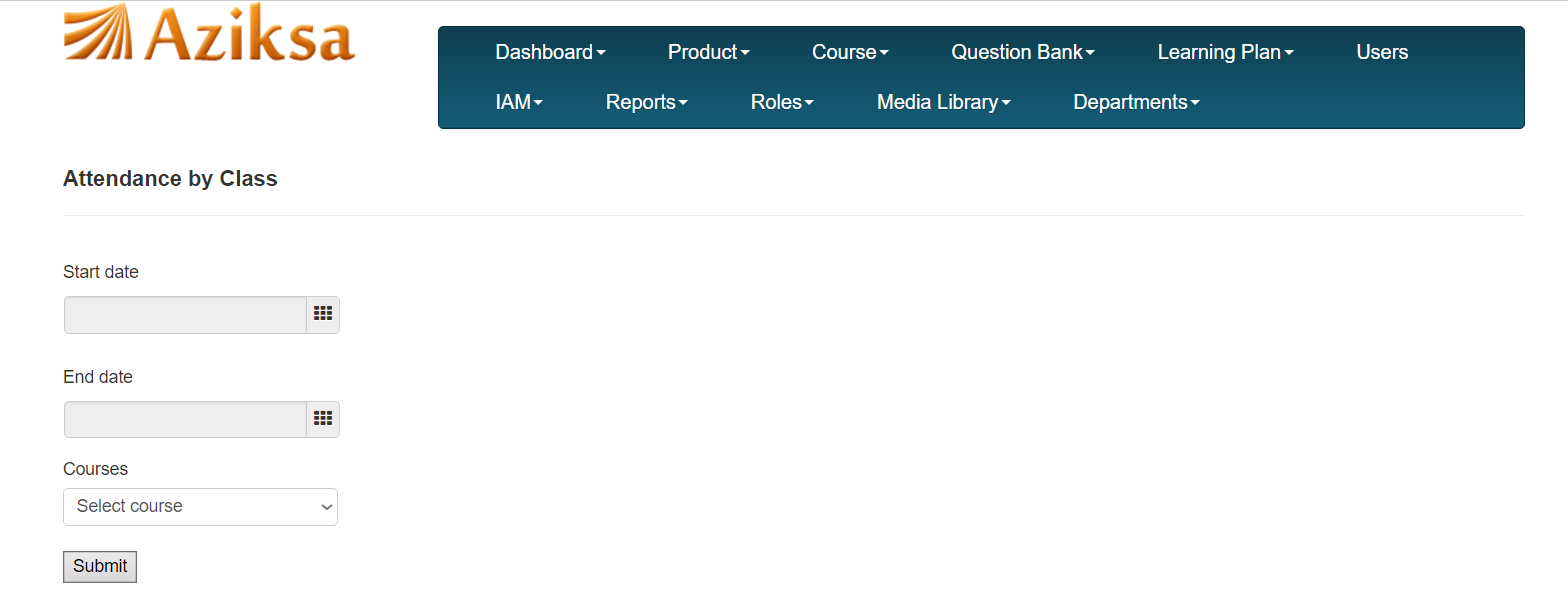 Aziksa
Dashboard Product Course Question Bank Learning Plan Users
IAM Reports Roles Media Library Departments
Attendance by Class
Start date
End date
Courses
Select course
Submit